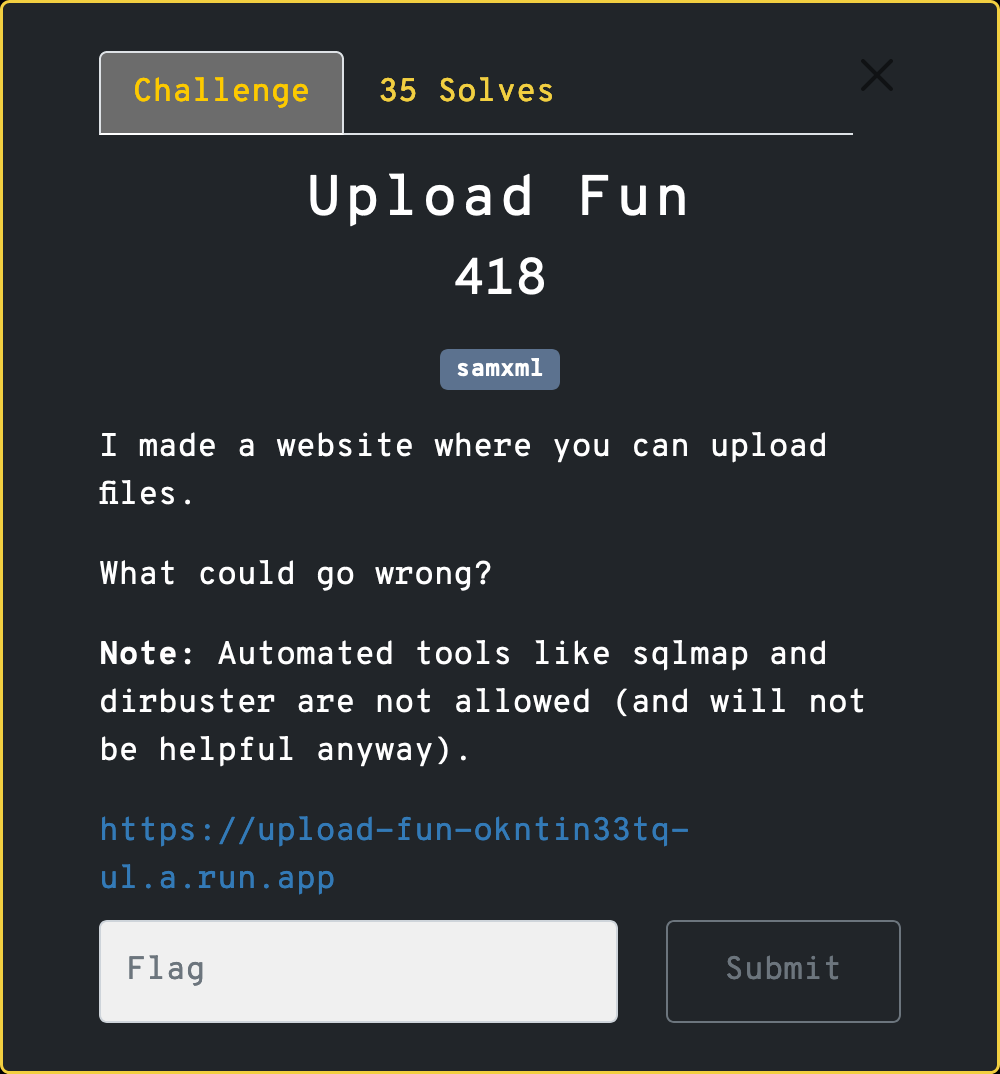 Challenge
35 Solves
Upload Fun
418
samxml
I made a website where you can upload
files.
What could go wrong?
Note: Automated tools like sqlmap and
dirbuster are not allowed (and will not
be helpful anyway).
https://upload-fun-okntin33tq-
ul.a.run.app
Flag
Submit